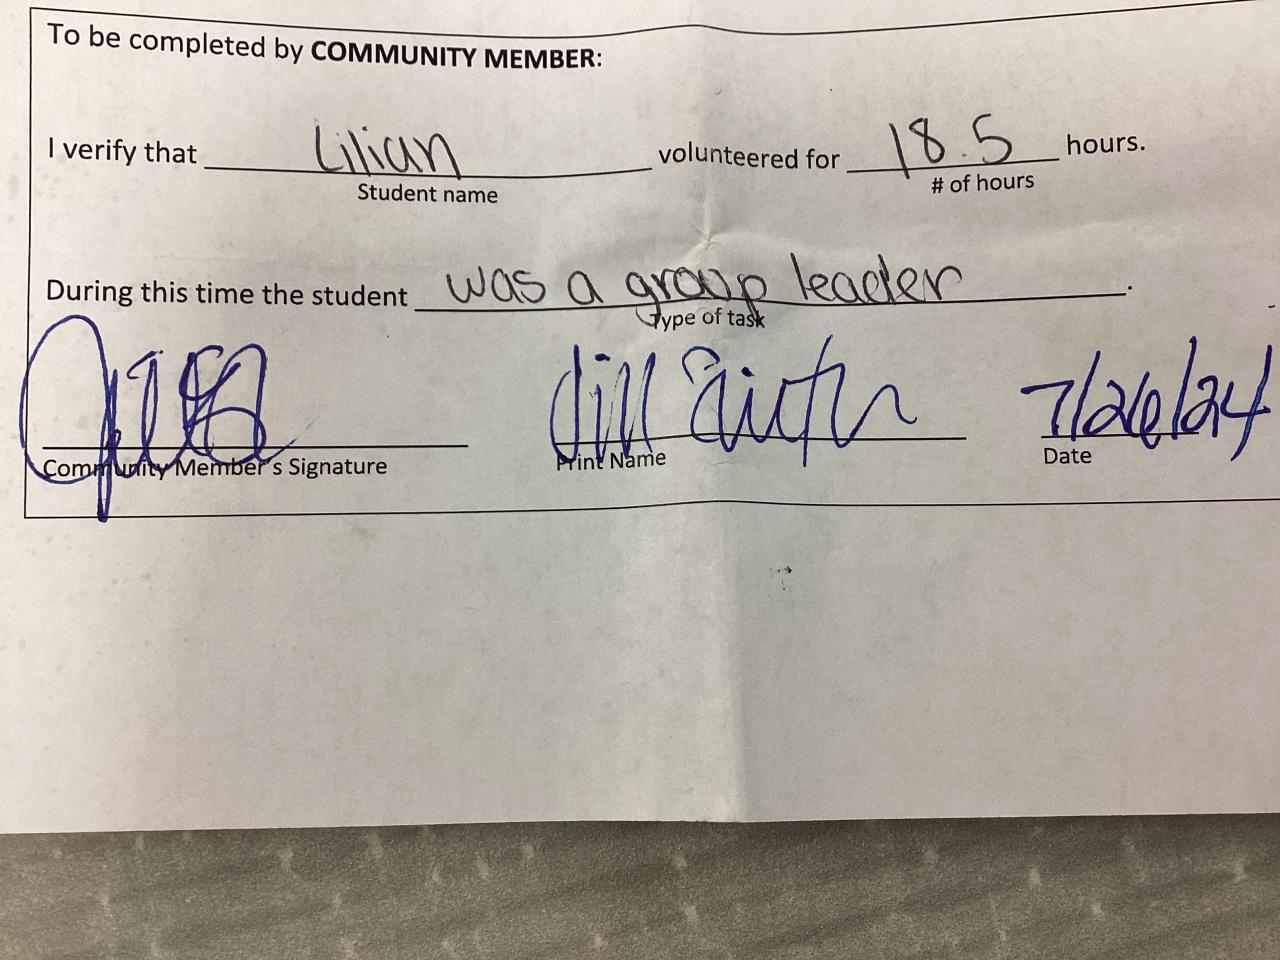 To be completed by COMMUNITY MEMBER:
I verify that Lilian volunteered for 18.5 hours.
Student name # of hours
During this time the student was a group leader.
Type of task
Jill 7/26/24
Community Member's Signature Print Name Date